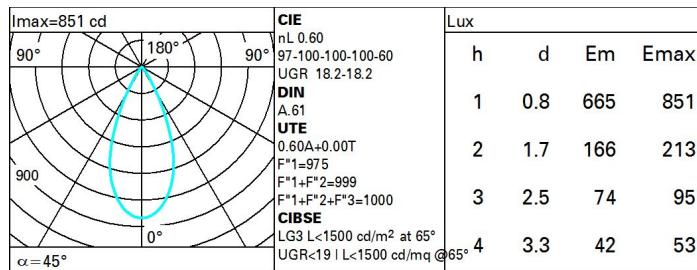 Imax=851 cd
90°
180°
90°
900
0°
α=45°
CIE
nL 0.60
97-100-100-100-60
UGR 18.2-18.2
DIN
A.61
UTE
0.60A+0.00T
F"1=975
F"1+F"2=999
F"1+F"2+F"3=1000
CIBSE
LG3 L<1500 cd/m² at 65°
UGR<19 | L<1500 cd/mq @65°
Lux
h d Em Emax
1 0.8 665 851
2 1.7 166 213
3 2.5 74 95
4 3.3 42 53